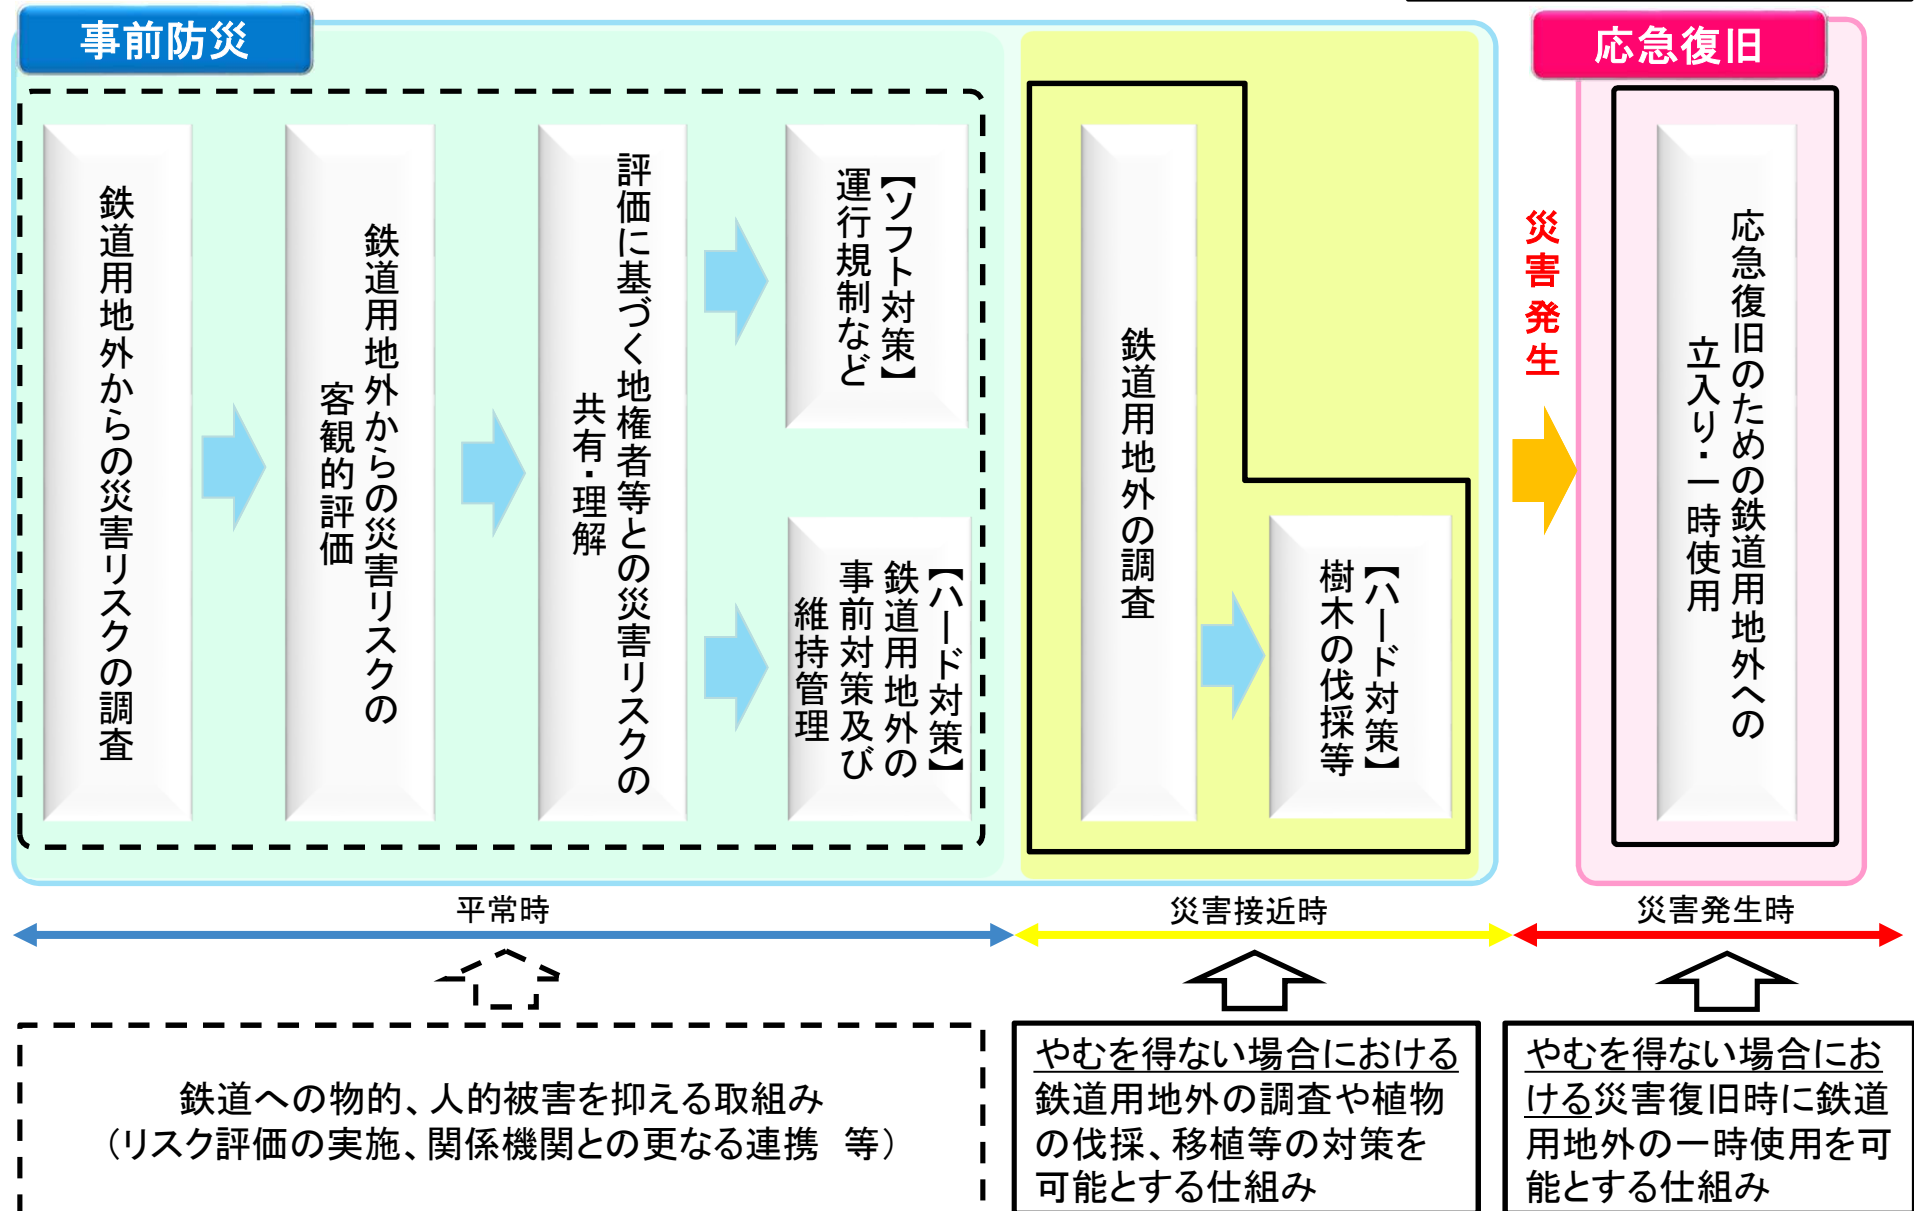 事前防災
応急復旧
鉄道用地外からの災害リスクの調査
鉄道用地外からの災害リスクの
客観的評価
評価に基づく地権者等との災害リスクの
共有・理解
【ソフト対策】
運行規制など
【ハード対策】
鉄道用地外の
事前対策及び
維持管理
鉄道用地外の調査
【ハード対策】
樹木の伐採等
災害発生
応急復旧のための鉄道用地外への
立入り・一時使用
平常時
災害接近時
災害発生時
鉄道への物的、人的被害を抑える取組み
（リスク評価の実施、関係機関との更なる連携　等）
やむを得ない場合における
鉄道用地外の調査や植物
の伐採、移植等の対策を
可能とする仕組み
やむを得ない場合にお
ける災害復旧時に鉄道
用地外の一時使用を可
能とする仕組み